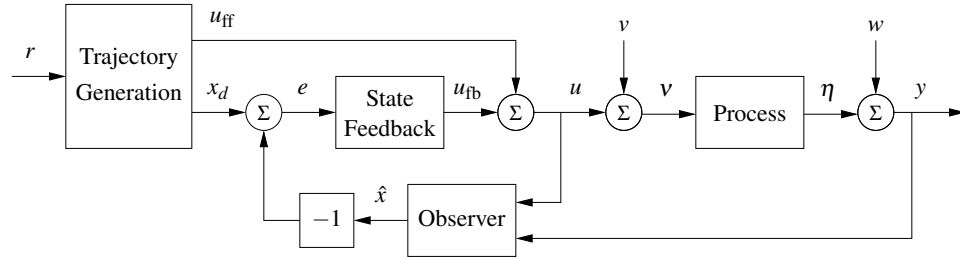 r
Trajectory
Generation
u_ff
x_d
Σ
e
State
Feedback
u_fb
Σ
u
v
Σ
ν
Process
η
w
Σ
y
−1
x̂
Observer